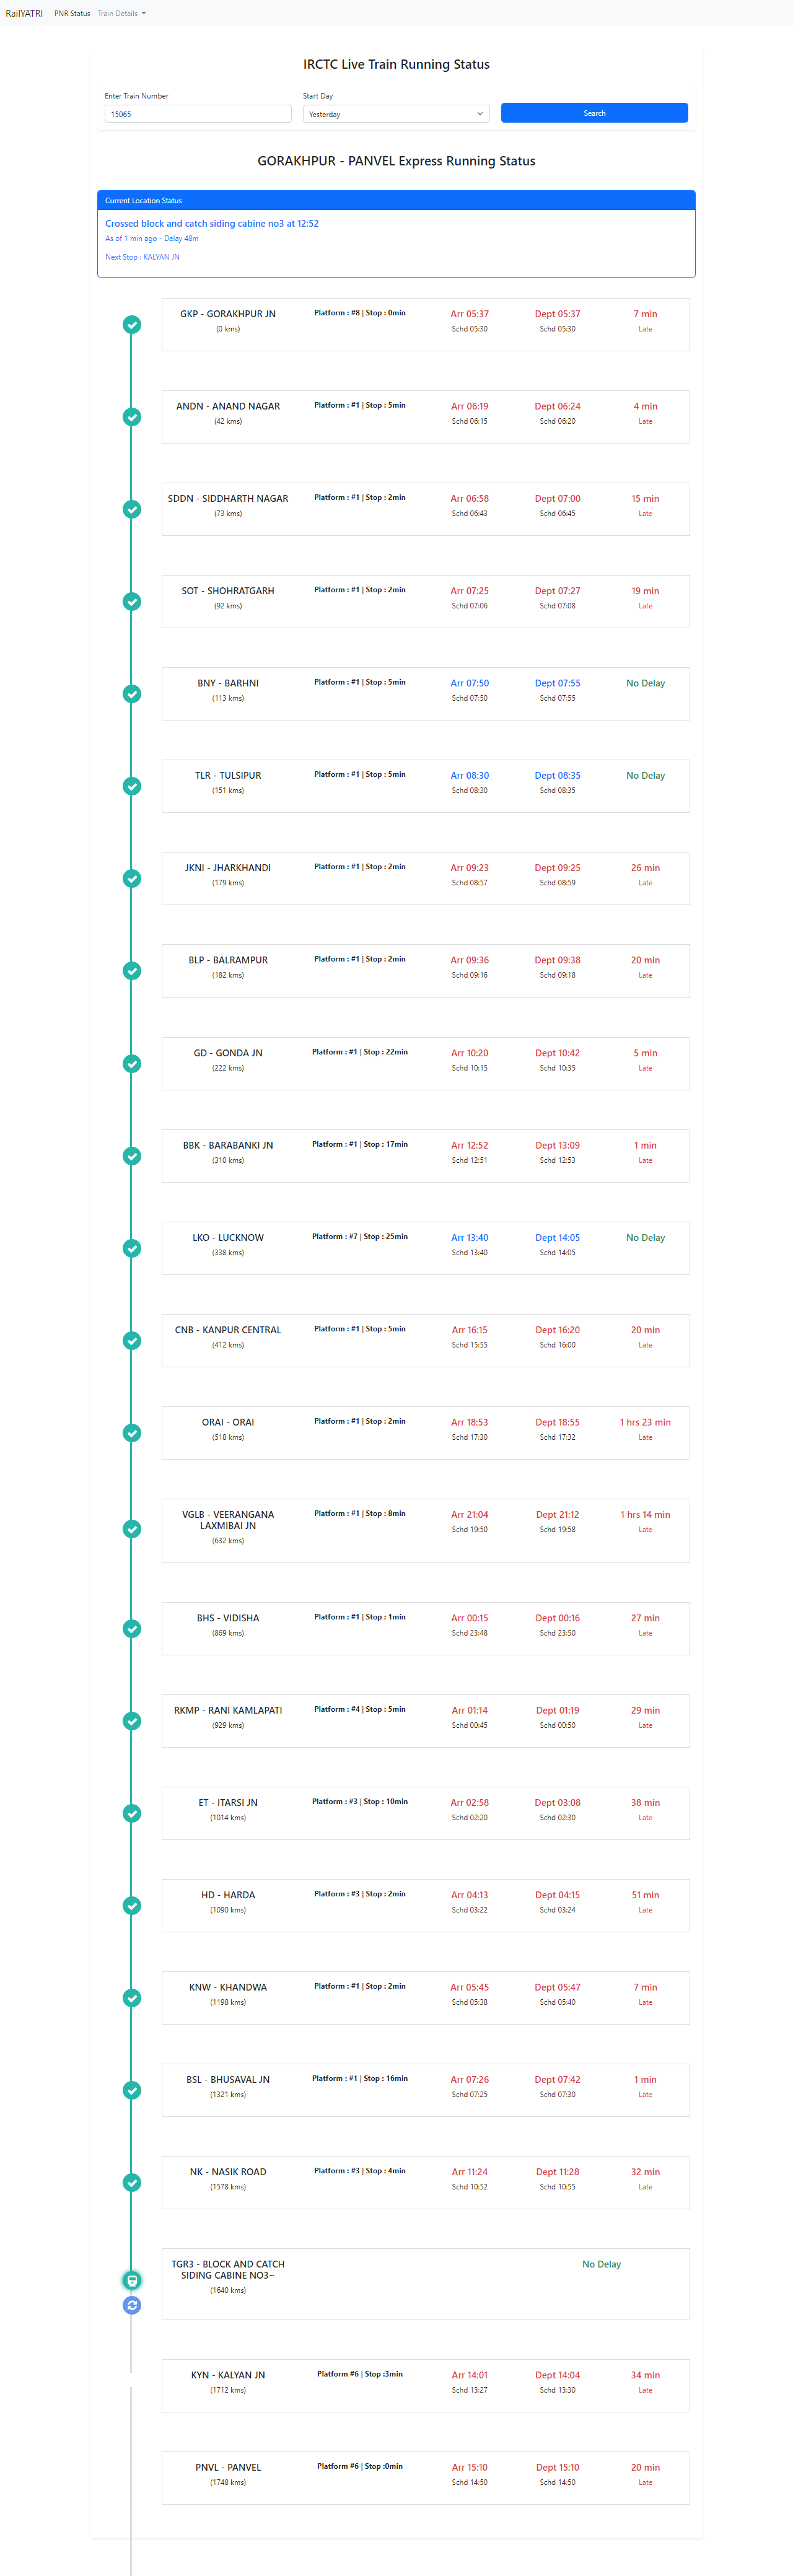 RailYATRI PNR Status Train Details
IRCTC Live Train Running Status
Enter Train Number Start Day
15065 Yesterday Search
GORAKHPUR - PANVEL Express Running Status
Current Location Status
Crossed block and catch siding cabine no3 at 12:52
As of 1 min ago - Delay 48m
Next Stop : KALYAN JN
GKP - GORAKHPUR JN Platform : #8 | Stop : 0min Arr 05:37 Dept 05:37 7 min
(0 kms) Schd 05:30 Schd 05:30 Late
ANDN - ANAND NAGAR Platform : #1 | Stop : 5min Arr 06:19 Dept 06:24 4 min
(42 kms) Schd 06:15 Schd 06:20 Late
SDDN - SIDDHARTH NAGAR Platform : #1 | Stop : 2min Arr 06:58 Dept 07:00 15 min
(73 kms) Schd 06:43 Schd 06:45 Late
SOT - SHOHRATGARH Platform : #1 | Stop : 2min Arr 07:25 Dept 07:27 19 min
(92 kms) Schd 07:06 Schd 07:08 Late
BNY - BARHNI Platform : #1 | Stop : 5min Arr 07:50 Dept 07:55 No Delay
(113 kms) Schd 07:50 Schd 07:55
TLR - TULSIPUR Platform : #1 | Stop : 5min Arr 08:30 Dept 08:35 No Delay
(151 kms) Schd 08:30 Schd 08:35
JKNI - JHARKHANDI Platform : #1 | Stop : 2min Arr 09:23 Dept 09:25 26 min
(179 kms) Schd 08:57 Schd 08:59 Late
BLP - BALRAMPUR Platform : #1 | Stop : 2min Arr 09:36 Dept 09:38 20 min
(182 kms) Schd 09:16 Schd 09:18 Late
GD - GONDA JN Platform : #1 | Stop : 22min Arr 10:20 Dept 10:42 5 min
(222 kms) Schd 10:15 Schd 10:35 Late
BBK - BARABANKI JN Platform : #1 | Stop : 17min Arr 12:52 Dept 13:09 1 min
(310 kms) Schd 12:51 Schd 12:53 Late
LKO - LUCKNOW Platform : #7 | Stop : 25min Arr 13:40 Dept 14:05 No Delay
(338 kms) Schd 13:40 Schd 14:05
CNB - KANPUR CENTRAL Platform : #1 | Stop : 5min Arr 16:15 Dept 16:20 20 min
(412 kms) Schd 15:55 Schd 16:00 Late
ORAI - ORAI Platform : #1 | Stop : 2min Arr 18:53 Dept 18:55 1 hrs 23 min
(518 kms) Schd 17:30 Schd 17:32 Late
VGLB - VEERANGANA Platform : #1 | Stop : 8min Arr 21:04 Dept 21:12 1 hrs 14 min
LAXMIBAI JN Schd 19:50 Schd 19:58 Late
(632 kms)
BHS - VIDISHA Platform : #1 | Stop : 1min Arr 00:15 Dept 00:16 27 min
(869 kms) Schd 23:48 Schd 23:50 Late
RKMP - RANI KAMLAPATI Platform : #4 | Stop : 5min Arr 01:14 Dept 01:19 29 min
(929 kms) Schd 00:45 Schd 00:50 Late
ET - ITARSI JN Platform : #3 | Stop : 10min Arr 02:58 Dept 03:08 38 min
(1014 kms) Schd 02:20 Schd 02:30 Late
HD - HARDA Platform : #3 | Stop : 2min Arr 04:13 Dept 04:15 51 min
(1090 kms) Schd 03:22 Schd 03:24 Late
KNW - KHANDWA Platform : #1 | Stop : 2min Arr 05:45 Dept 05:47 7 min
(1198 kms) Schd 05:38 Schd 05:40 Late
BSL - BHUSAVAL JN Platform : #1 | Stop : 16min Arr 07:26 Dept 07:42 1 min
(1321 kms) Schd 07:25 Schd 07:30 Late
NK - NASIK ROAD Platform : #3 | Stop : 4min Arr 11:24 Dept 11:28 32 min
(1578 kms) Schd 10:52 Schd 10:55 Late
TGR3 - BLOCK AND CATCH No Delay
SIDING CABINE NO3~
(1640 kms)
KYN - KALYAN JN Platform #6 | Stop :3min Arr 14:01 Dept 14:04 34 min
(1712 kms) Schd 13:27 Schd 13:30 Late
PNVL - PANVEL Platform #6 | Stop :0min Arr 15:10 Dept 15:10 20 min
(1748 kms) Schd 14:50 Schd 14:50 Late